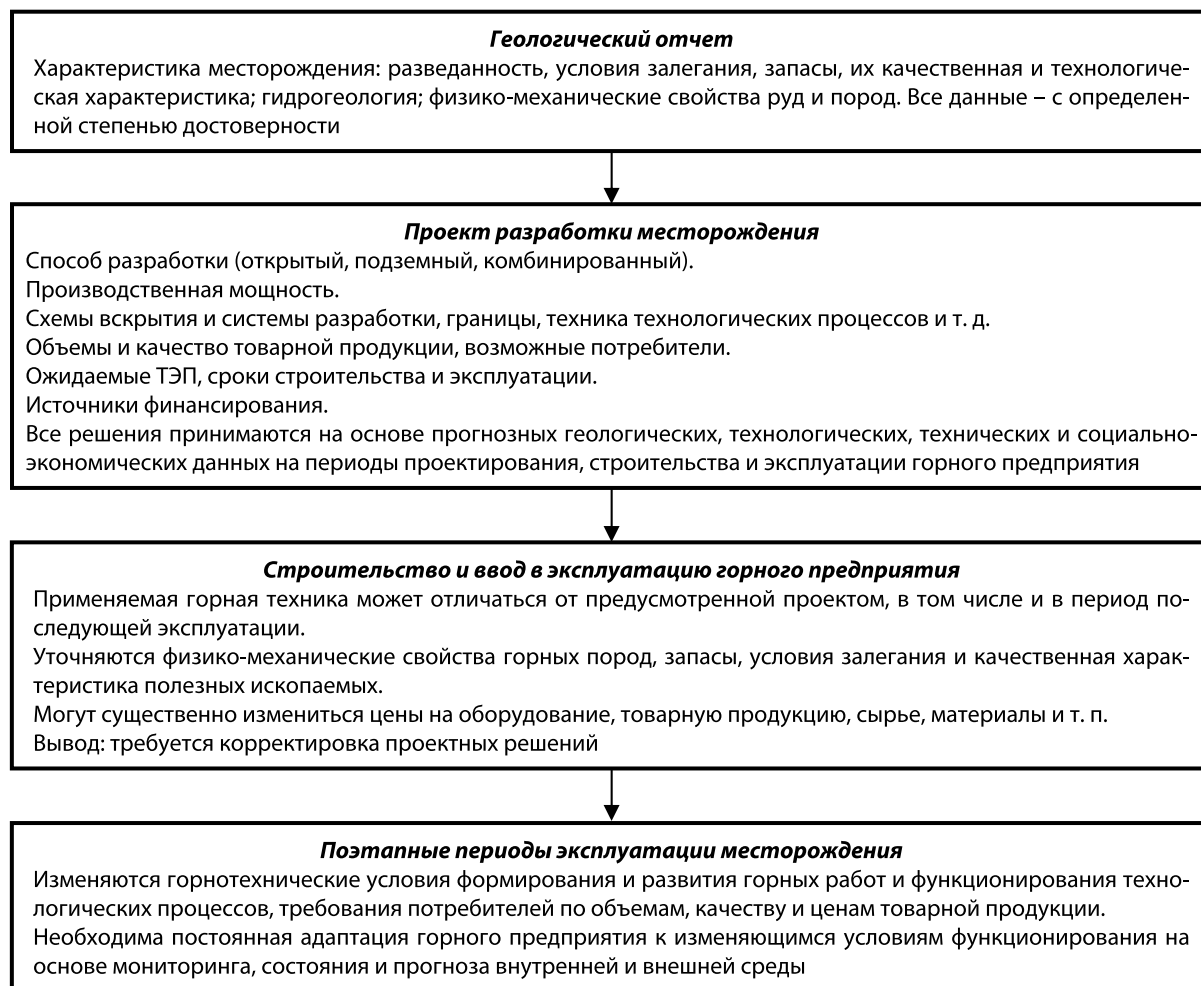 Геологический отчет
Характеристика месторождения: разведанность, условия залегания, запасы, их качественная и технологиче-
ская характеристика; гидрогеология; физико-механические свойства руд и пород. Все данные – с определен-
ной степенью достоверности
Проект разработки месторождения
Способ разработки (открытый, подземный, комбинированный).
Производственная мощность.
Схемы вскрытия и системы разработки, границы, техника технологических процессов и т. д.
Объемы и качество товарной продукции, возможные потребители.
Ожидаемые ТЭП, сроки строительства и эксплуатации.
Источники финансирования.
Все решения принимаются на основе прогнозных геологических, технологических, технических и социально-
экономических данных на периоды проектирования, строительства и эксплуатации горного предприятия
Строительство и ввод в эксплуатацию горного предприятия
Применяемая горная техника может отличаться от предусмотренной проектом, в том числе и в период по-
следующей эксплуатации.
Уточняются физико-механические свойства горных пород, запасы, условия залегания и качественная харак-
теристика полезных ископаемых.
Могут существенно измениться цены на оборудование, товарную продукцию, сырье, материалы и т. п.
Вывод: требуется корректировка проектных решений
Поэтапные периоды эксплуатации месторождения
Изменяются горнотехнические условия формирования и развития горных работ и функционирования техно-
логических процессов, требования потребителей по объемам, качеству и ценам товарной продукции.
Необходима постоянная адаптация горного предприятия к изменяющимся условиям функционирования на
основе мониторинга, состояния и прогноза внутренней и внешней среды